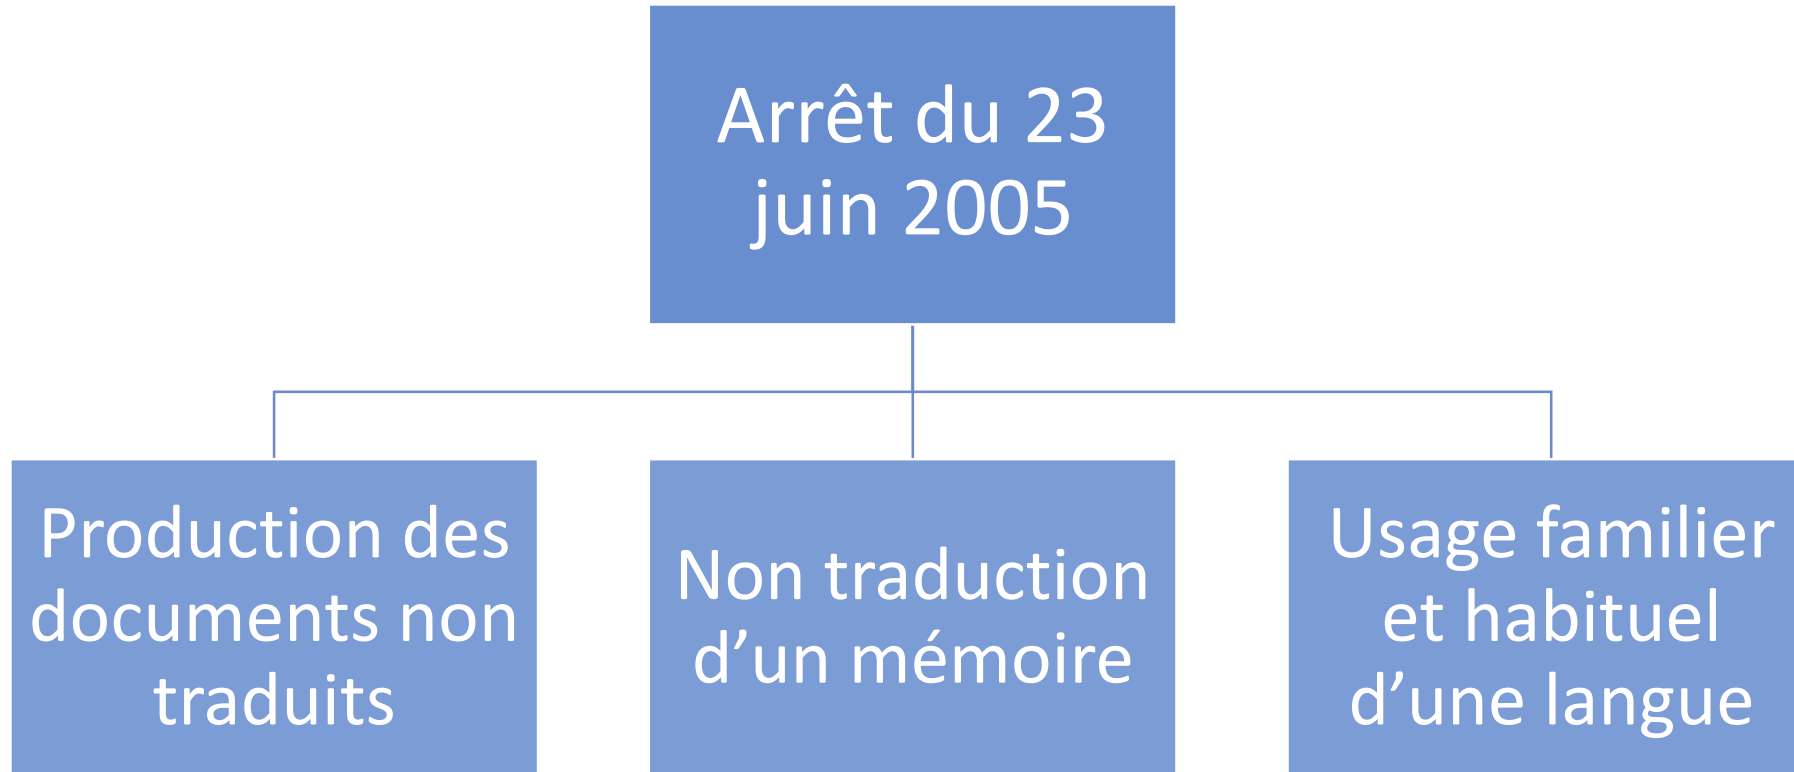 Arrêt du 23
juin 2005
Production des
documents non
traduits
Non traduction
d’un mémoire
Usage familier
et habituel
d’une langue